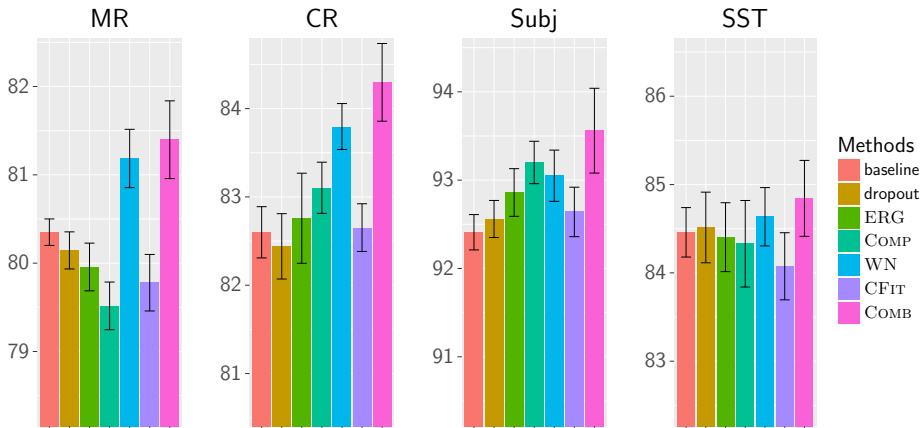 MR
CR
Subj
SST
82
81
80
79
84
83
82
81
94
93
92
91
86
85
84
83
Methods
baseline
dropout
ERG
COMP
WN
CFIT
COMB